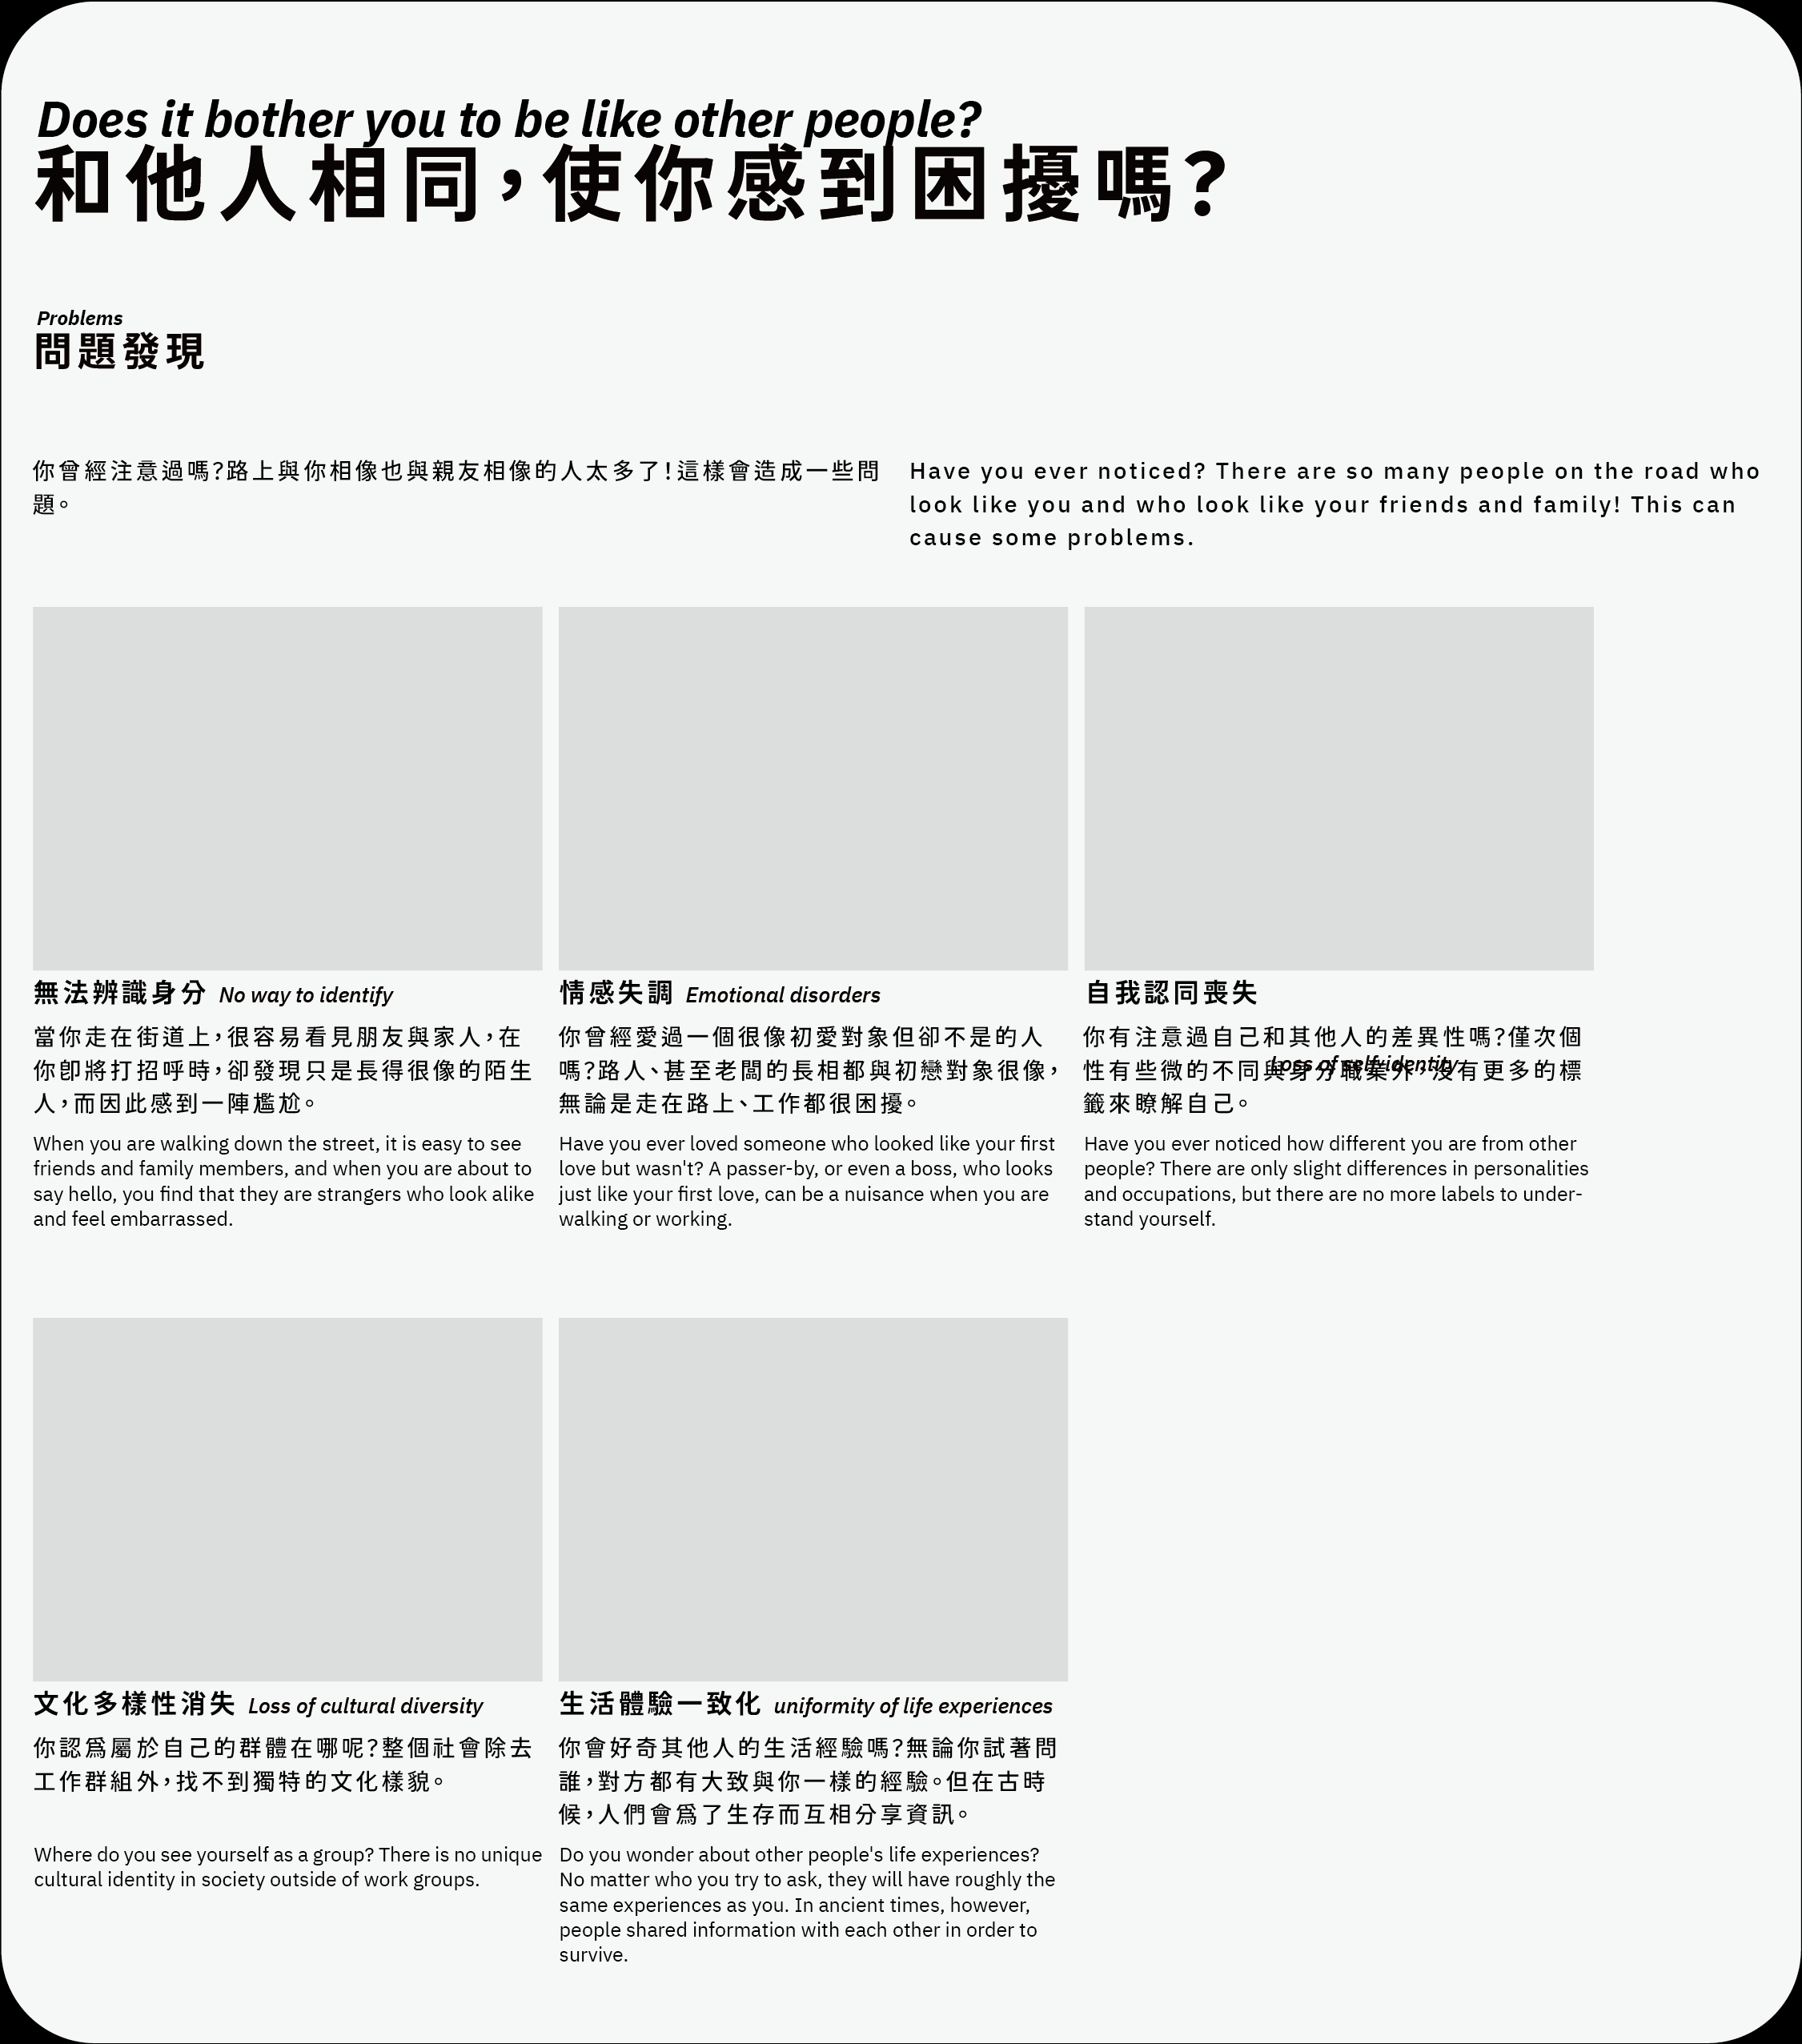 Does it bother you to be like other people?
和他人相同，使你感到困擾嗎？
Problems
問題發現
你曾經注意過嗎？路上與你相像也與親友相像的人太多了！這樣會造成一些問
題。
Have you ever noticed? There are so many people on the road who
look like you and who look like your friends and family! This can
cause some problems.
無法辨識身分 No way to identify
當你走在街道上，很容易看見朋友與家人，在
你卽將打招呼時，卻發現只是長得很像的陌生
人，而因此感到一陣尷尬。
When you are walking down the street, it is easy to see
friends and family members, and when you are about to
say hello, you find that they are strangers who look alike
and feel embarrassed.
情感失調 Emotional disorders
你曾經愛過一個很像初愛對象但卻不是的人
嗎？路人、甚至老闆的長相都與初戀對象很像，
無論是走在路上、工作都很困擾。
Have you ever loved someone who looked like your first
love but wasn't? A passer-by, or even a boss, who looks
just like your first love, can be a nuisance when you are
walking or working.
自我認同喪失
Loss of self-identity
你有注意過自己和其他人的差異性嗎？僅次個
性有些微的不同與身分職業外，沒有更多的標
籤來瞭解自己。
Have you ever noticed how different you are from other
people? There are only slight differences in personalities
and occupations, but there are no more labels to under-
stand yourself.
文化多樣性消失 Loss of cultural diversity
你認爲屬於自己的群體在哪呢？整個社會除去
工作群組外，找不到獨特的文化樣貌。
Where do you see yourself as a group? There is no unique
cultural identity in society outside of work groups.
生活體驗一致化 uniformity of life experiences
你會好奇其他人的生活經驗嗎？無論你試著問
誰，對方都有大致與你一樣的經驗。但在古時
候，人們會爲了生存而互相分享資訊。
Do you wonder about other people's life experiences?
No matter who you try to ask, they will have roughly the
same experiences as you. In ancient times, however,
people shared information with each other in order to
survive.